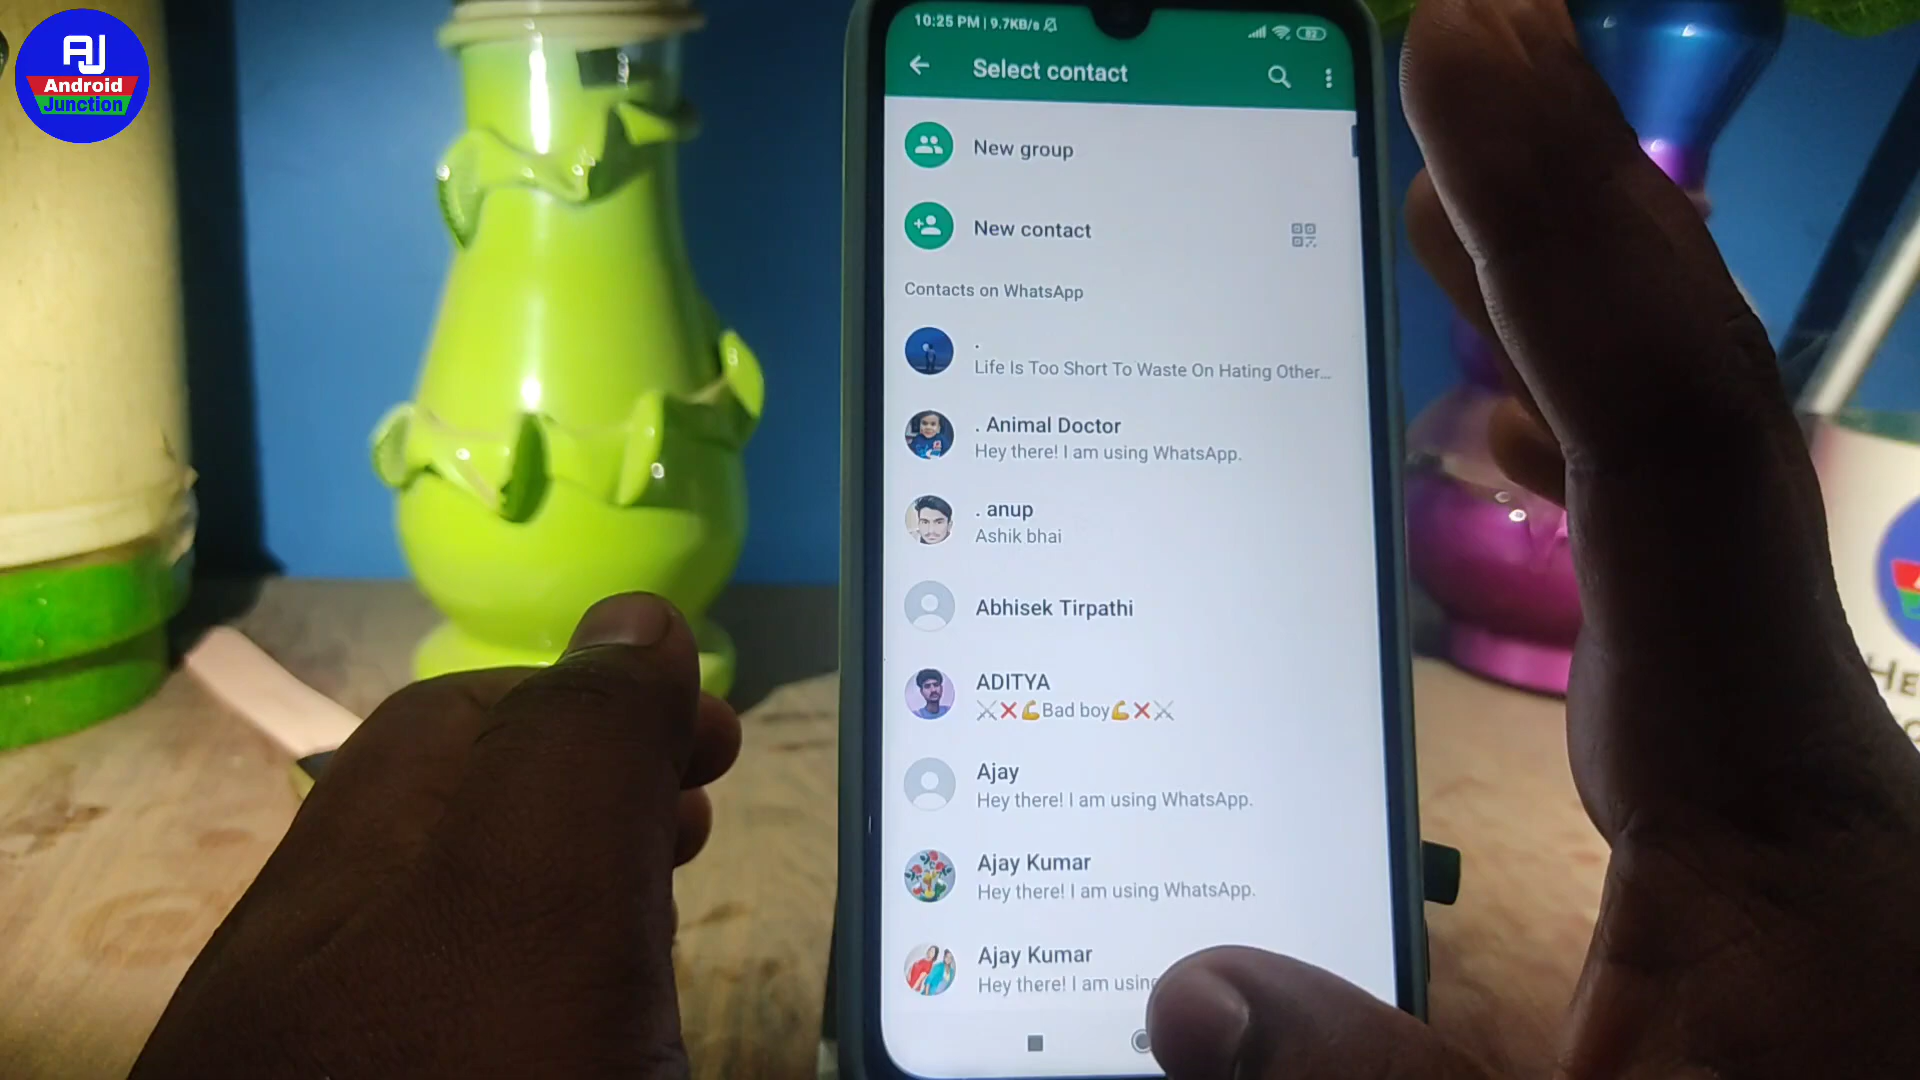 AJ
Android
Junction
10:25 PM | 9.7KB/s
Select contact
New group
New contact
Contacts on WhatsApp
.
Life Is Too Short To Waste On Hating Other...
. Animal Doctor
Hey there! I am using WhatsApp.
. anup
Ashik bhai
Abhisek Tirpathi
ADITYA
⚔❌💪Bad boy💪❌⚔
Ajay
Hey there! I am using WhatsApp.
Ajay Kumar
Hey there! I am using WhatsApp.
Ajay Kumar
Hey there! I am using